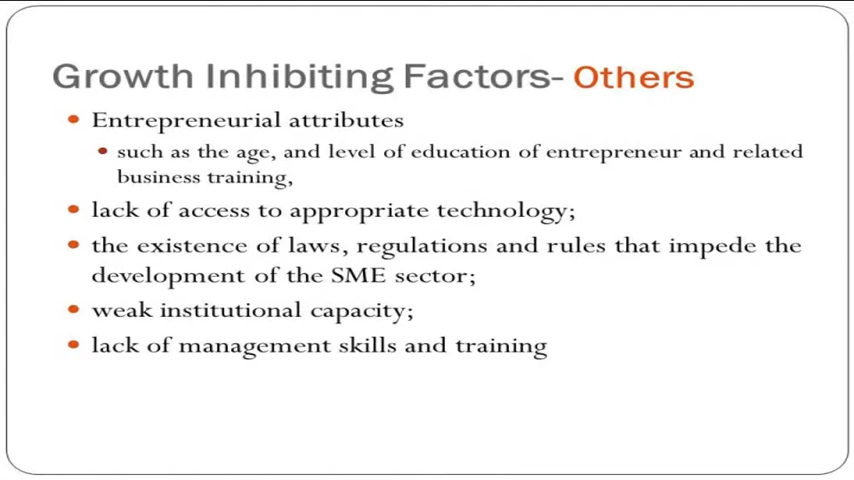 Growth Inhibiting Factors- Others
• Entrepreneurial attributes
• such as the age, and level of education of entrepreneur and related
business training,
• lack of access to appropriate technology;
• the existence of laws, regulations and rules that impede the
development of the SME sector;
• weak institutional capacity;
• lack of management skills and training